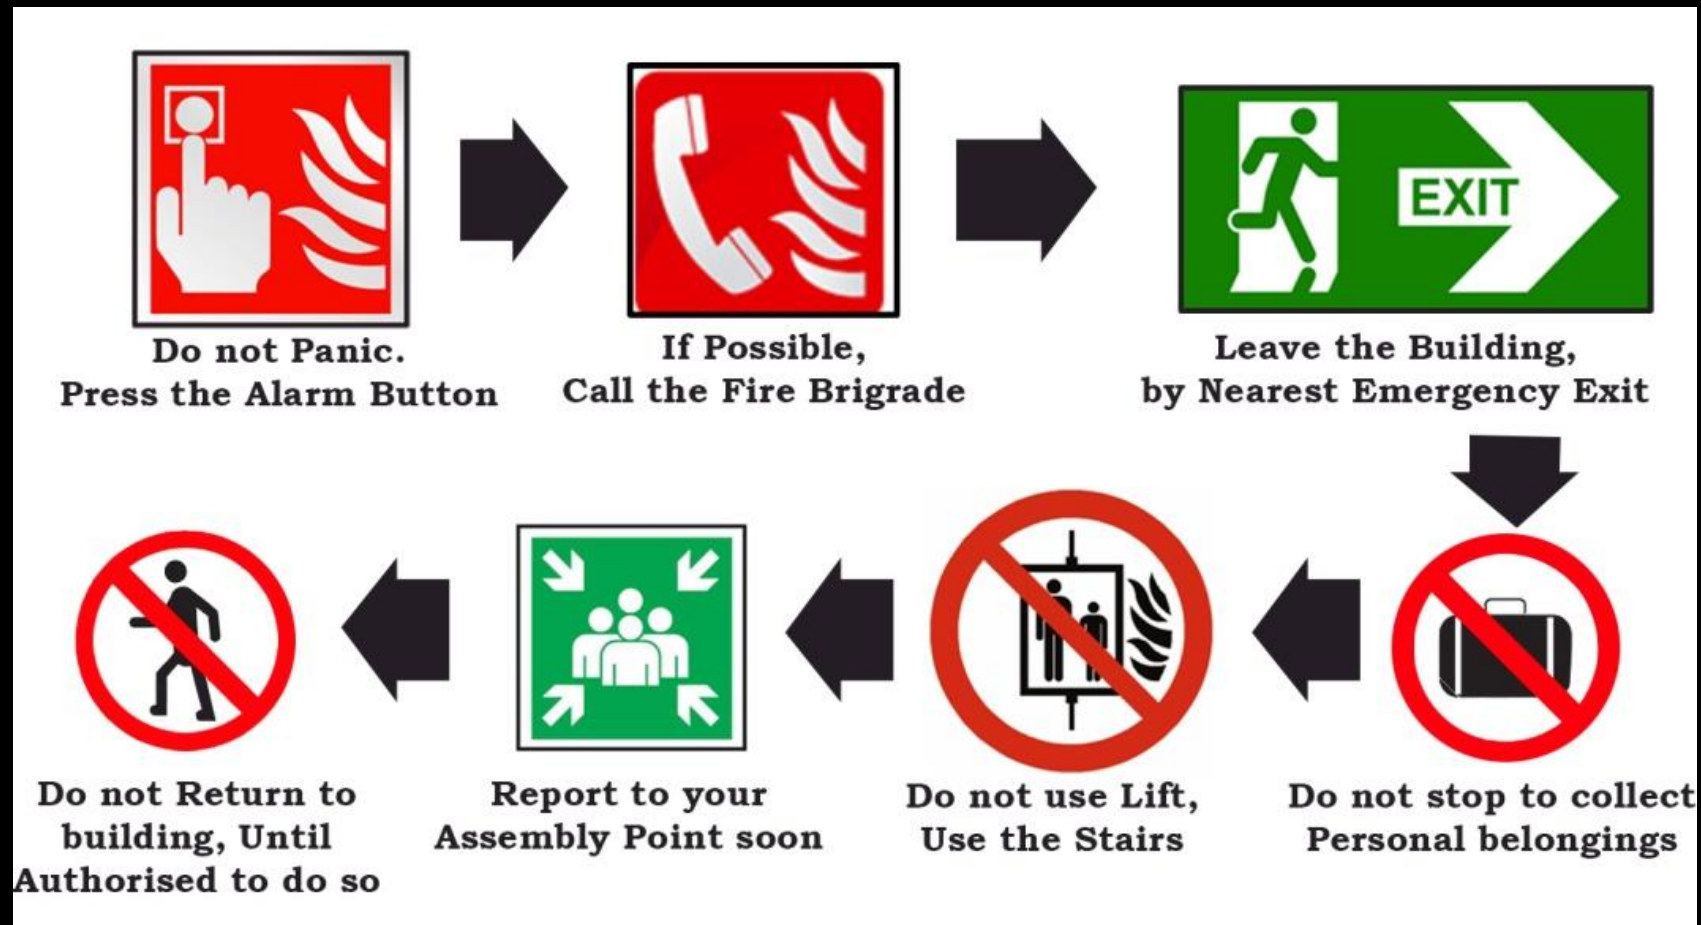 EXIT
Do not Panic.
Press the Alarm Button
If Possible,
Call the Fire Brigrade
Leave the Building,
by Nearest Emergency Exit
Do not stop to collect
Personal belongings
Do not use Lift,
Use the Stairs
Report to your
Assembly Point soon
Do not Return to
building, Until
Authorised to do so